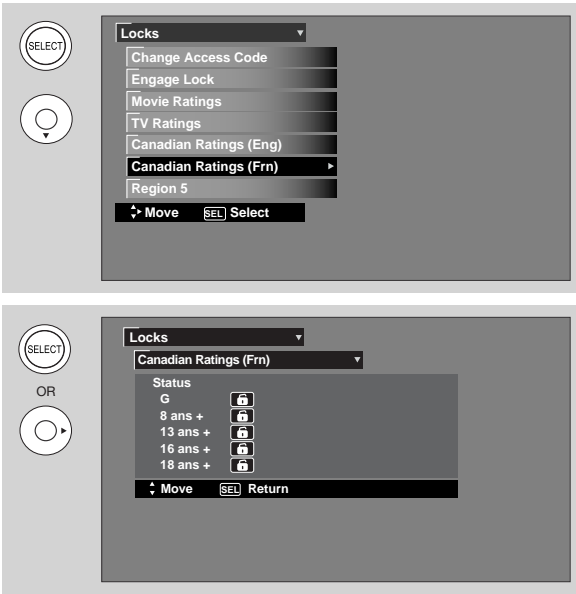 SELECT
Locks
Change Access Code
Engage Lock
Movie Ratings
TV Ratings
Canadian Ratings (Eng)
Canadian Ratings (Frn)
Region 5
Move SEL Select
SELECT
OR
Locks
Canadian Ratings (Frn)
Status
G
8 ans +
13 ans +
16 ans +
18 ans +
Move SEL Return